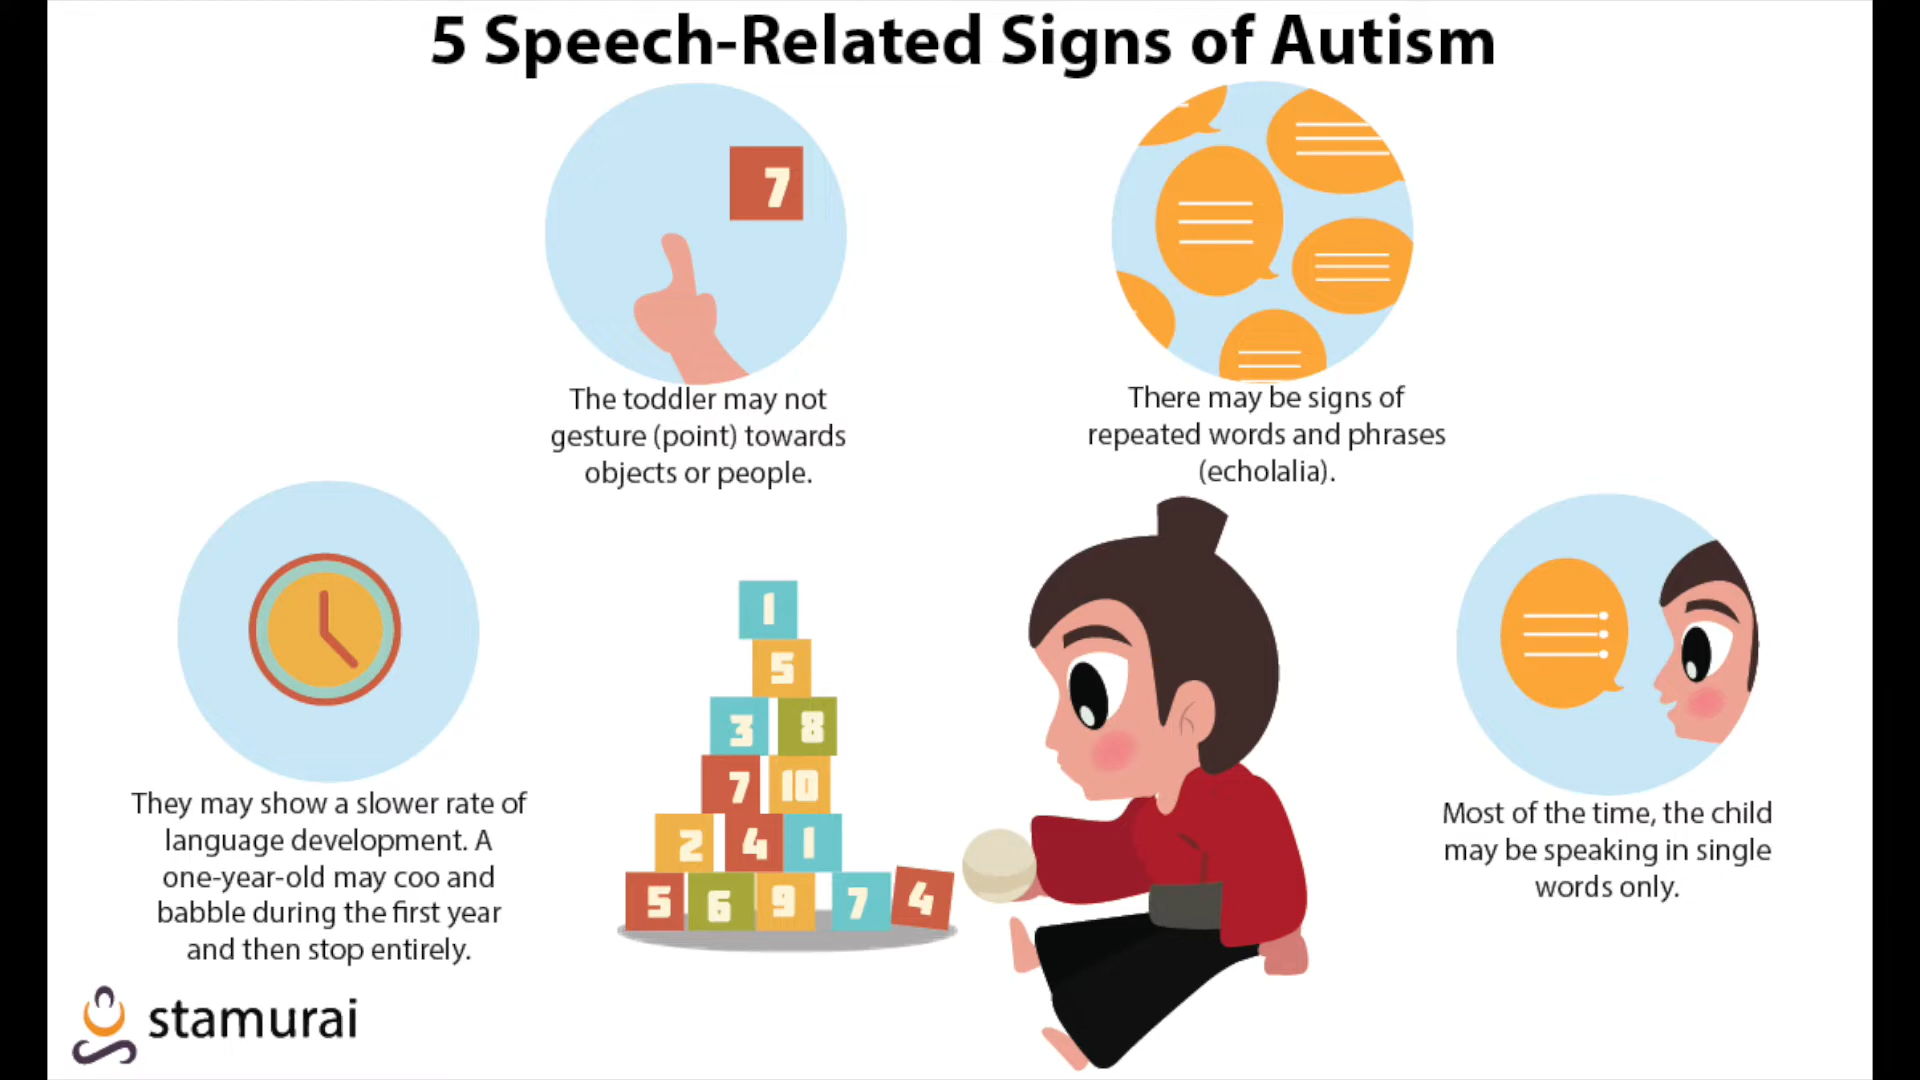 5 Speech-Related Signs of Autism
7
The toddler may not
gesture (point) towards
objects or people.
There may be signs of
repeated words and phrases
(echolalia).
They may show a slower rate of
language development. A
one-year-old may coo and
babble during the first year
and then stop entirely.
1
5
3 8
7 10
2 4 1
5 6 9 7 4
Most of the time, the child
may be speaking in single
words only.
stamurai